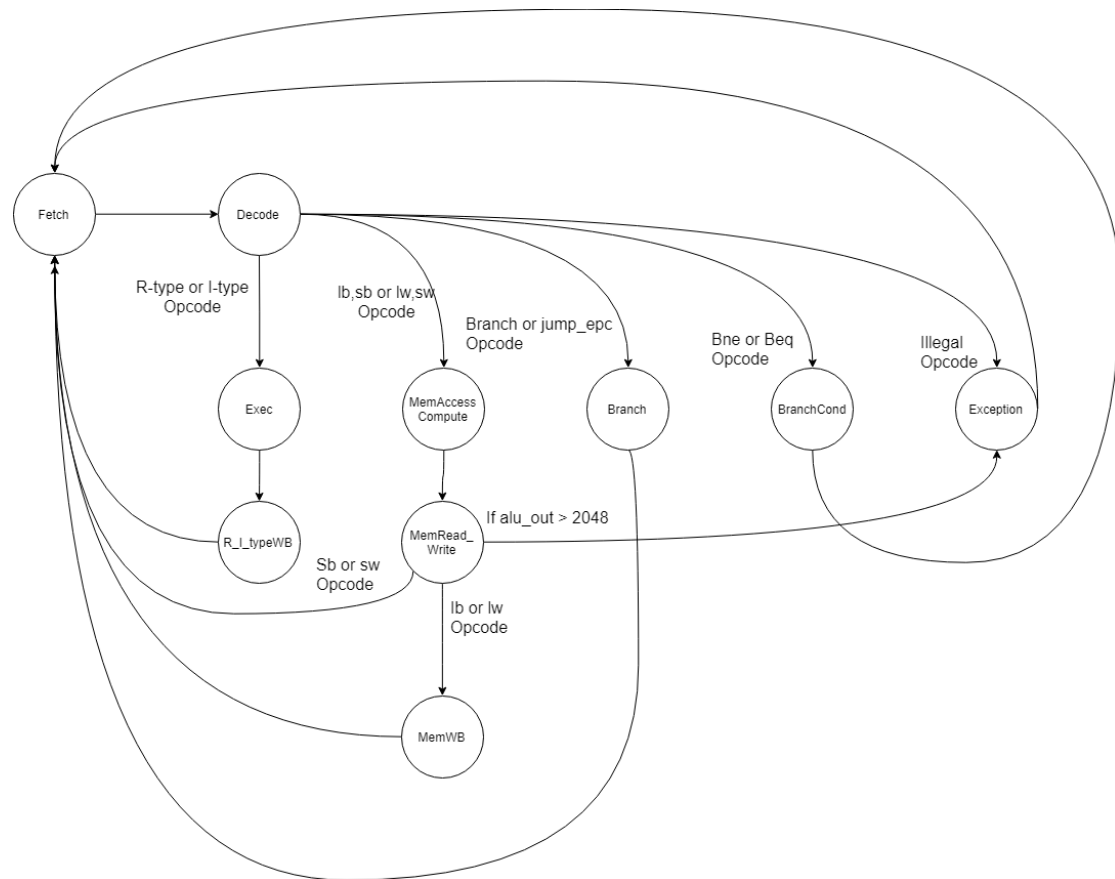 Fetch
Decode
R-type or I-type
Opcode
lb,sb or lw,sw
Opcode
Branch or jump_epc
Opcode
Bne or Beq
Opcode
Illegal
Opcode
Exec
MemAccess
Compute
Branch
BranchCond
Exception
R_I_typeWB
MemRead_
Write
If alu_out > 2048
Sb or sw
Opcode
lb or lw
Opcode
MemWB